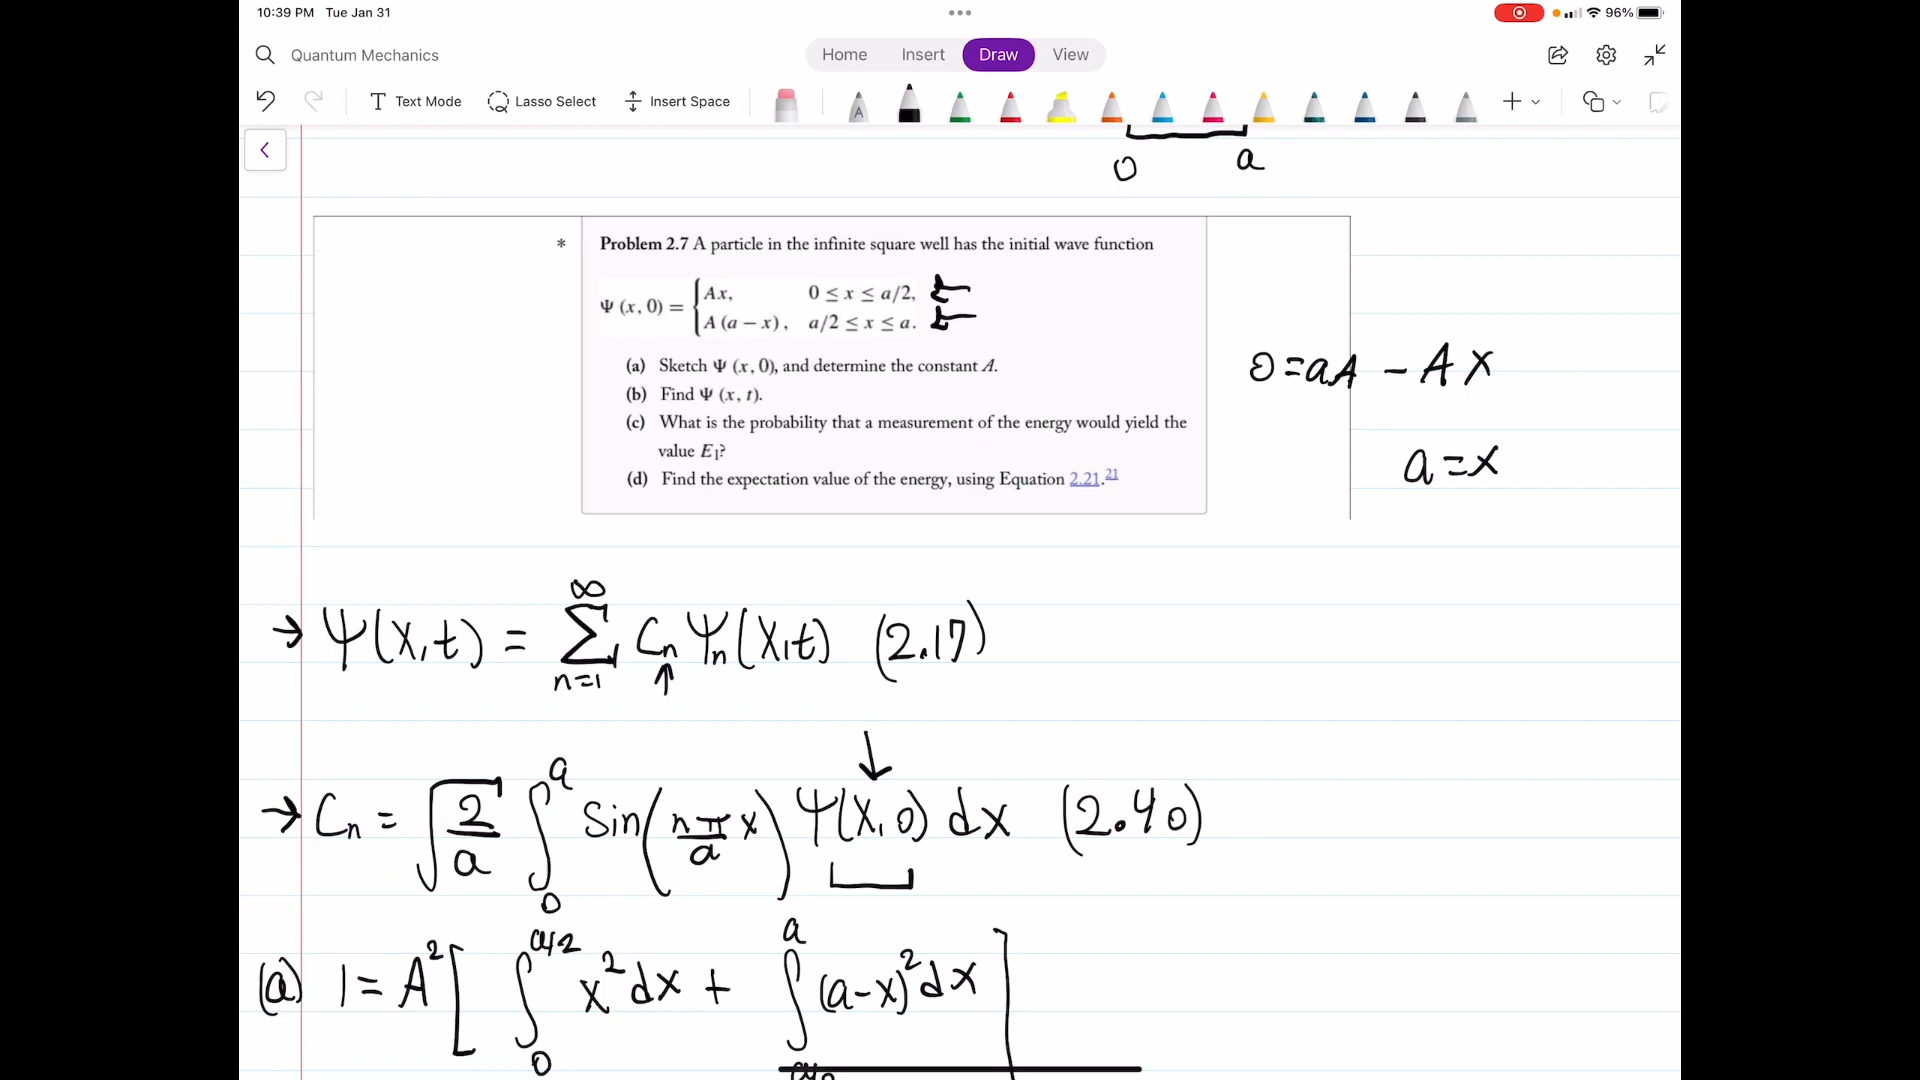 10:39 PM Tue Jan 31
96%
Quantum Mechanics
Home Insert Draw View
Text Mode Lasso Select Insert Space
A
0 a
* Problem 2.7 A particle in the infinite square well has the initial wave function
Ψ (x, 0) = { Ax, 0 ≤ x ≤ a/2,
A (a − x), a/2 ≤ x ≤ a.
(a) Sketch Ψ (x, 0), and determine the constant A.
(b) Find Ψ (x, t).
(c) What is the probability that a measurement of the energy would yield the
value E₁?
(d) Find the expectation value of the energy, using Equation 2.21.²¹
0 = aA − Ax
a = x
→ Ψ(x,t) = ∑_{n=1}^{∞} Cn Ψn(x,t) (2.17)
→ Cn = √(2/a) ∫₀^a Sin(nπ/a x) Ψ(x,0) dx (2.40)
(a) 1 = A² [ ∫₀^{a/2} x² dx + ∫_{a/2}^a (a−x)² dx ]